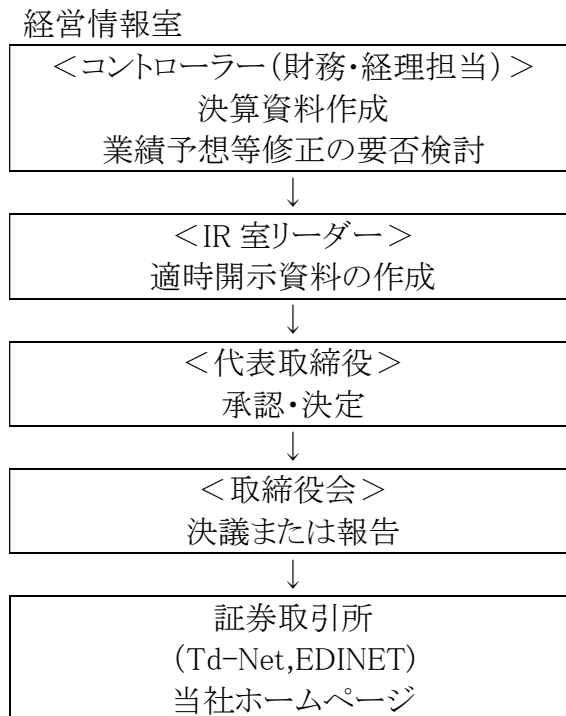 経営情報室
＜コントローラー（財務・経理担当）＞
決算資料作成
業績予想等修正の要否検討
↓
＜IR 室リーダー＞
適時開示資料の作成
↓
＜代表取締役＞
承認・決定
↓
＜取締役会＞
決議または報告
↓
証券取引所
(Td-Net,EDINET)
当社ホームページ